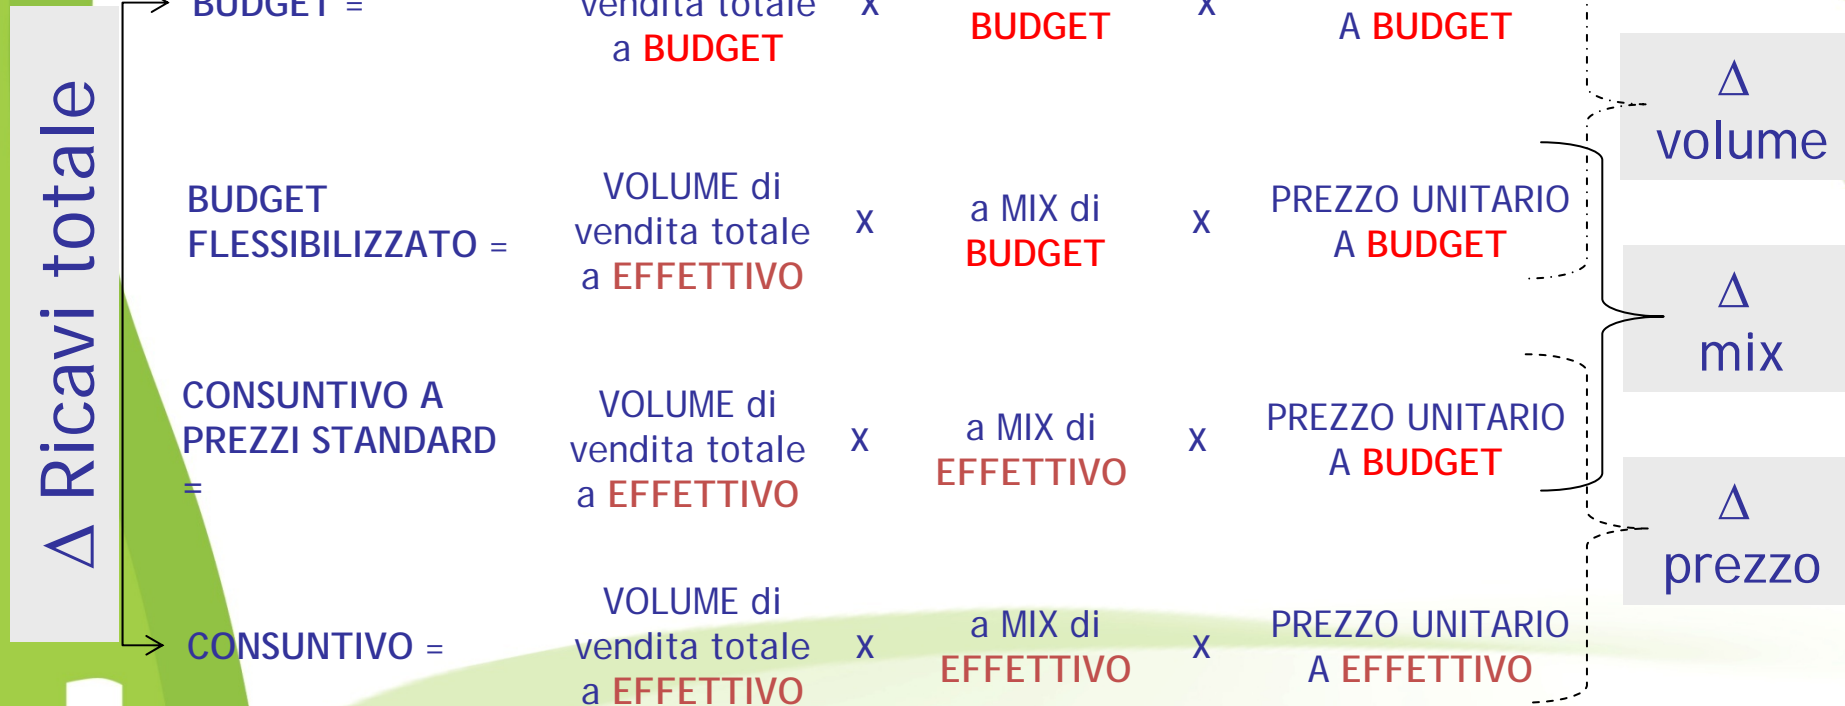 Δ Ricavi totale
BUDGET =
vendita totale
a BUDGET
x
BUDGET
x
A BUDGET
Δ
volume
BUDGET
FLESSIBILIZZATO =
VOLUME di
vendita totale
a EFFETTIVO
x
a MIX di
BUDGET
x
PREZZO UNITARIO
A BUDGET
Δ
mix
CONSUNTIVO A
PREZZI STANDARD
=
VOLUME di
vendita totale
a EFFETTIVO
x
a MIX di
EFFETTIVO
x
PREZZO UNITARIO
A BUDGET
Δ
prezzo
CONSUNTIVO =
VOLUME di
vendita totale
a EFFETTIVO
x
a MIX di
EFFETTIVO
x
PREZZO UNITARIO
A EFFETTIVO